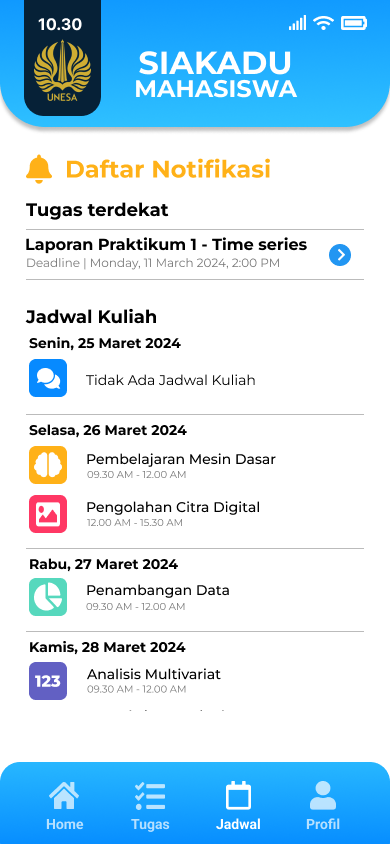 10.30
UNESA
SIAKADU
MAHASISWA
Daftar Notifikasi
Tugas terdekat
Laporan Praktikum 1 - Time series
Deadline | Monday, 11 March 2024, 2:00 PM
Jadwal Kuliah
Senin, 25 Maret 2024
Tidak Ada Jadwal Kuliah
Selasa, 26 Maret 2024
Pembelajaran Mesin Dasar
09.30 AM - 12.00 AM
Pengolahan Citra Digital
12.00 AM - 15.30 AM
Rabu, 27 Maret 2024
Penambangan Data
09.30 AM - 12.00 AM
Kamis, 28 Maret 2024
123
Analisis Multivariat
09.30 AM - 12.00 AM
Home
Tugas
Jadwal
Profil